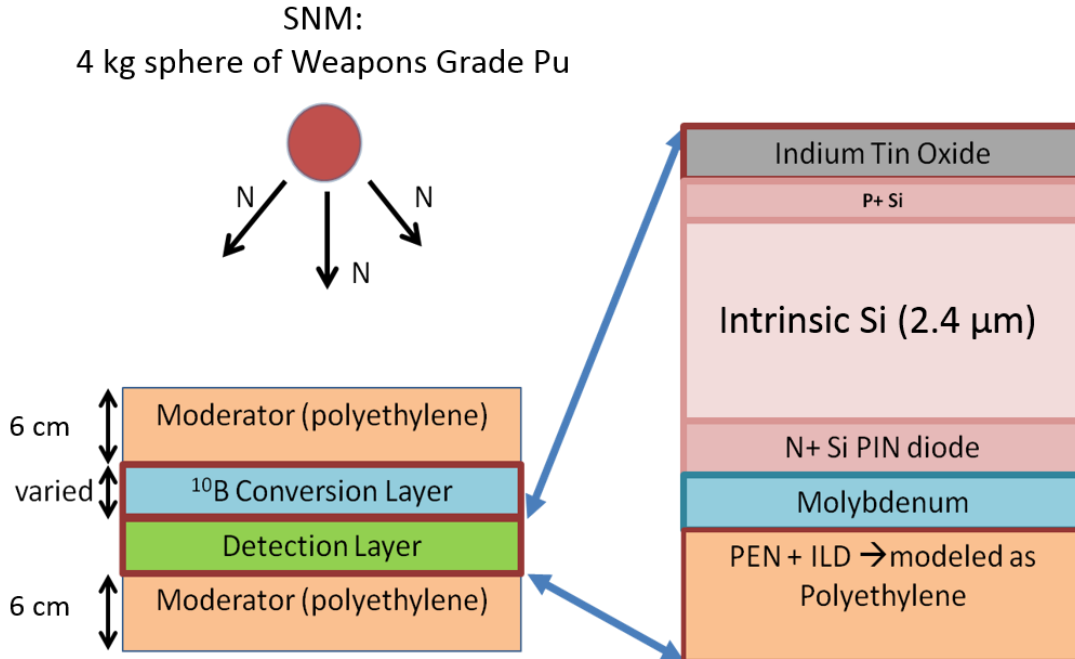 SNM:
4 kg sphere of Weapons Grade Pu
N
N
N
6 cm
Moderator (polyethylene)
varied
¹⁰B Conversion Layer
Detection Layer
6 cm
Moderator (polyethylene)
Indium Tin Oxide
P+ Si
Intrinsic Si (2.4 µm)
N+ Si PIN diode
Molybdenum
PEN + ILD →modeled as
Polyethylene